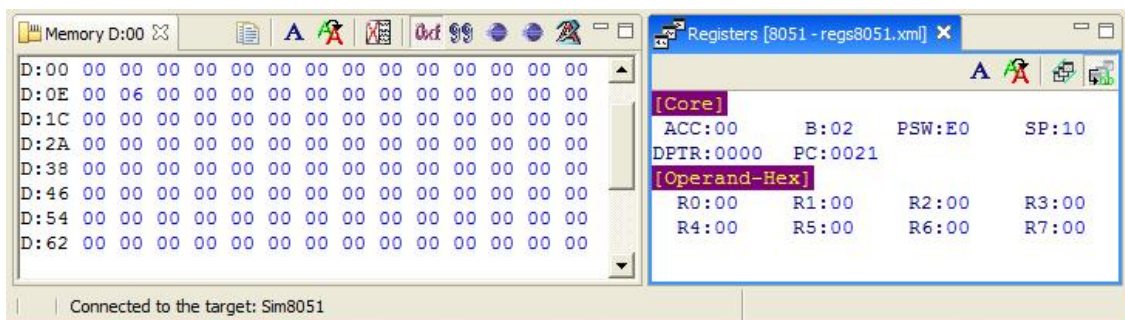 Memory D:00
D:00 00 00 00 00 00 00 00 00 00 00 00 00 00 00
D:0E 00 06 00 00 00 00 00 00 00 00 00 00 00 00
D:1C 00 00 00 00 00 00 00 00 00 00 00 00 00 00
D:2A 00 00 00 00 00 00 00 00 00 00 00 00 00 00
D:38 00 00 00 00 00 00 00 00 00 00 00 00 00 00
D:46 00 00 00 00 00 00 00 00 00 00 00 00 00 00
D:54 00 00 00 00 00 00 00 00 00 00 00 00 00 00
D:62 00 00 00 00 00 00 00 00 00 00 00 00 00 00
Registers [8051 - regs8051.xml]
[Core]
ACC:00 B:02 PSW:E0 SP:10
DPTR:0000 PC:0021
[Operand-Hex]
R0:00 R1:00 R2:00 R3:00
R4:00 R5:00 R6:00 R7:00
Connected to the target: Sim8051